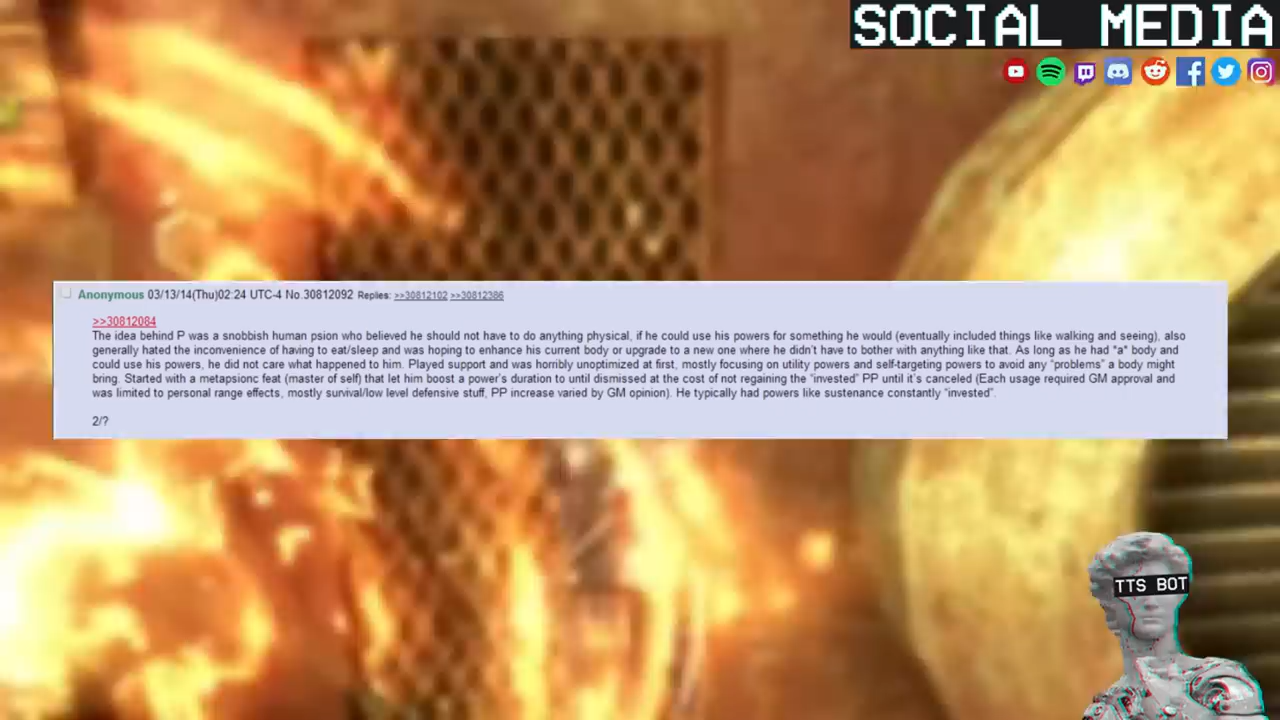 SOCIAL MEDIA
Anonymous 03/13/14(Thu)02:24 UTC-4 No.30812092 Replies: >>30812102 >>30812386
>>30812084
The idea behind P was a snobbish human psion who believed he should not have to do anything physical, if he could use his powers for something he would (eventually included things like walking and seeing), also
generally hated the inconvenience of having to eat/sleep and was hoping to enhance his current body or upgrade to a new one where he didn't have to bother with anything like that. As long as he had *a* body and
could use his powers, he did not care what happened to him. Played support and was horribly unoptimized at first, mostly focusing on utility powers and self-targeting powers to avoid any "problems" a body might
bring. Started with a metapsionc feat (master of self) that let him boost a power's duration to until dismissed at the cost of not regaining the "invested" PP until it's canceled (Each usage required GM approval and
was limited to personal range effects, mostly survival/low level defensive stuff, PP increase varied by GM opinion). He typically had powers like sustenance constantly "invested".
2/?
TTS BOT